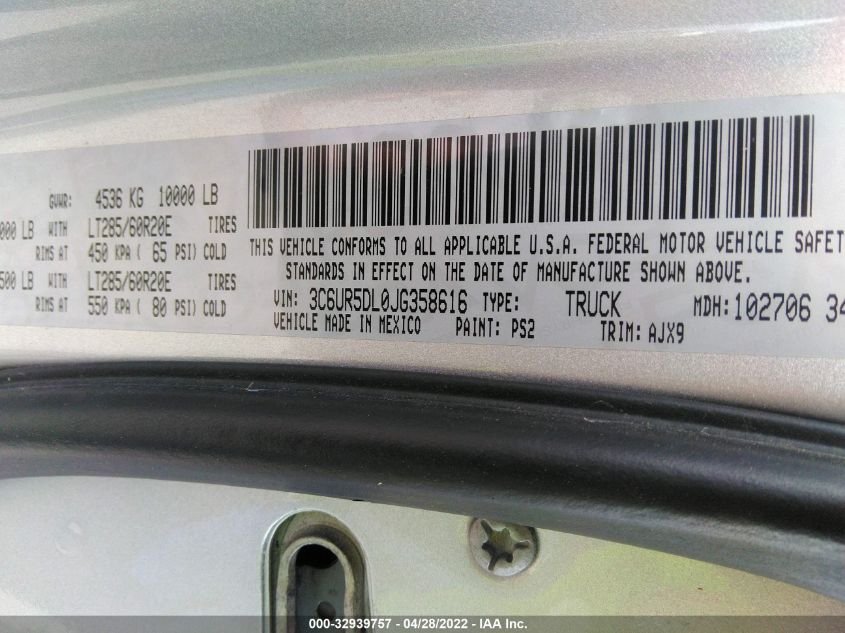 GVWR: 4536 KG 10000 LB
000 LB WITH LT285/60R20E TIRES
RIMS AT 450 KPA ( 65 PSI) COLD
500 LB WITH LT285/60R20E TIRES
RIMS AT 550 KPA ( 80 PSI) COLD
THIS VEHICLE CONFORMS TO ALL APPLICABLE U.S.A. FEDERAL MOTOR VEHICLE SAFET
STANDARDS IN EFFECT ON THE DATE OF MANUFACTURE SHOWN ABOVE.
VIN: 3C6UR5DL0JG358616 TYPE: TRUCK MDH: 102706 34
VEHICLE MADE IN MEXICO PAINT: PS2 TRIM: AJX9
000-32939757 - 04/28/2022 - IAA Inc.